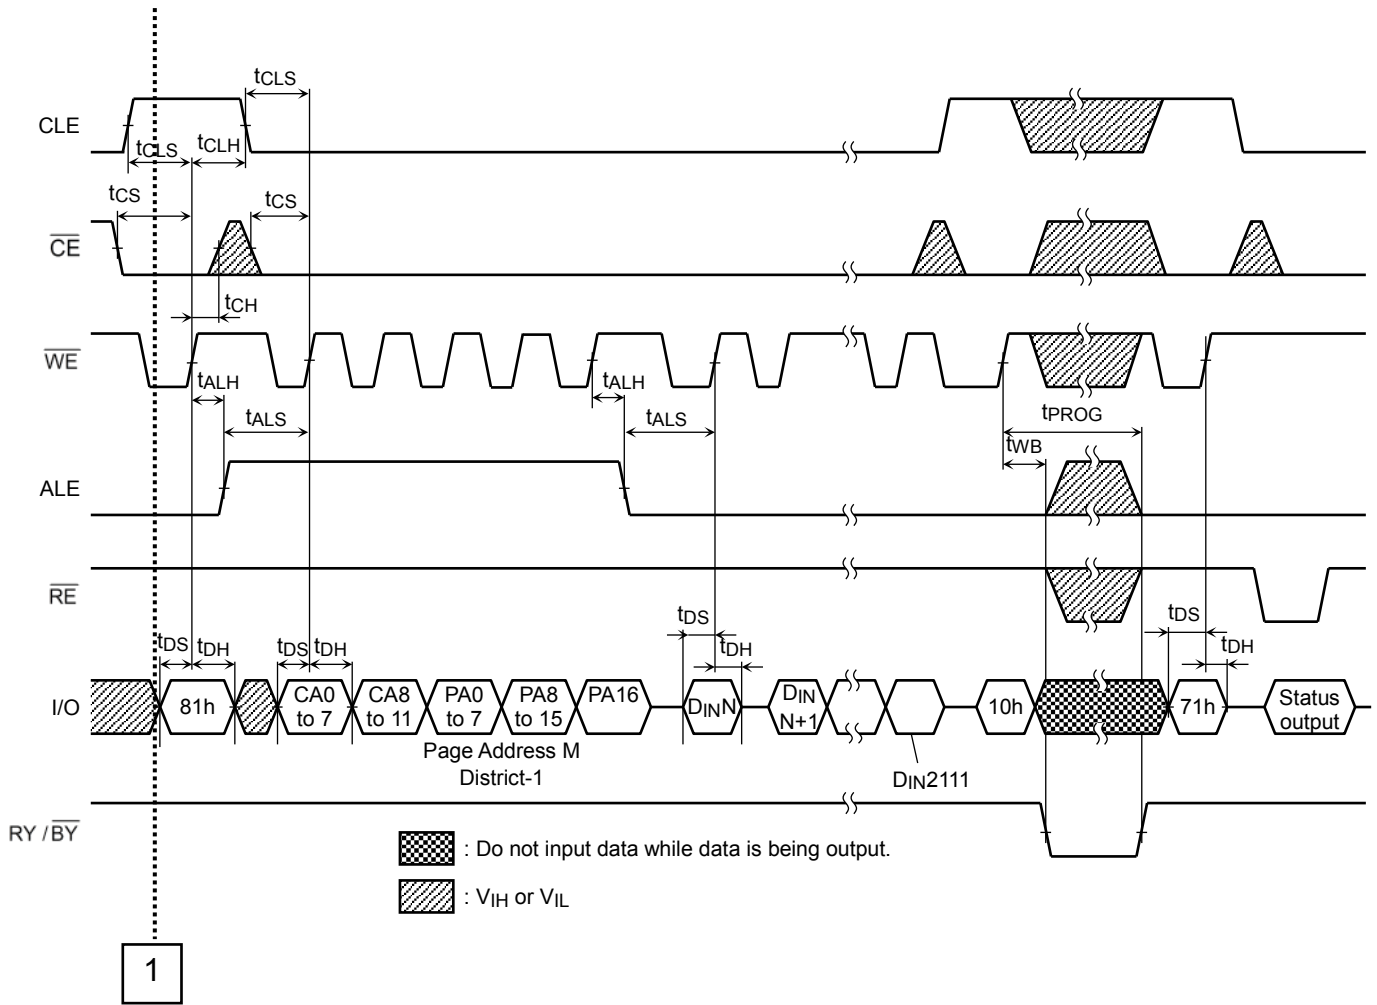 tCLS
CLE
tCLS
tCLH
tCS
tCS
CE
tCH
WE
tALH
tALH
tPROG
tALS
tALS
tWB
ALE
RE
tDS
tDH
tDS
tDH
tDS
tDH
tDS
tDH
I/O
81h
CA0 to 7
CA8 to 11
PA0 to 7
PA8 to 15
PA16
DINN
DIN N+1
10h
71h
Status output
Page Address M
District-1
DIN2111
RY / BY
: Do not input data while data is being output.
: VIH or VIL
1